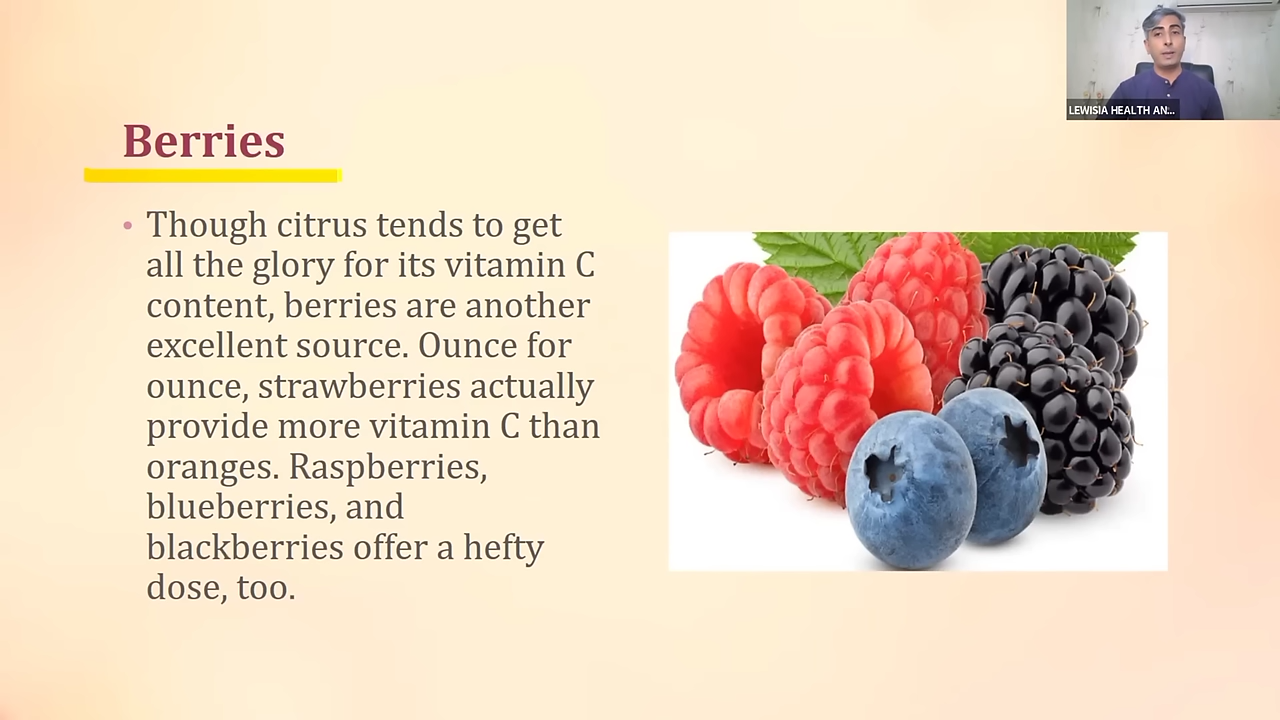 LEWISIA HEALTH AN...
Berries
• Though citrus tends to get
all the glory for its vitamin C
content, berries are another
excellent source. Ounce for
ounce, strawberries actually
provide more vitamin C than
oranges. Raspberries,
blueberries, and
blackberries offer a hefty
dose, too.